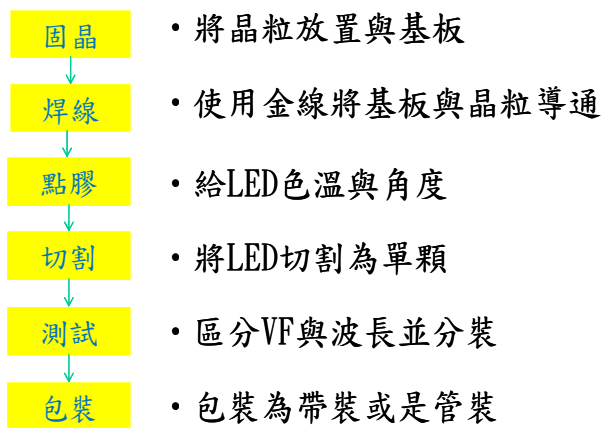 固晶 •將晶粒放置與基板
焊線 •使用金線將基板與晶粒導通
點膠 •給LED色溫與角度
切割 •將LED切割為單顆
測試 •區分VF與波長並分裝
包裝 •包裝為帶裝或是管裝